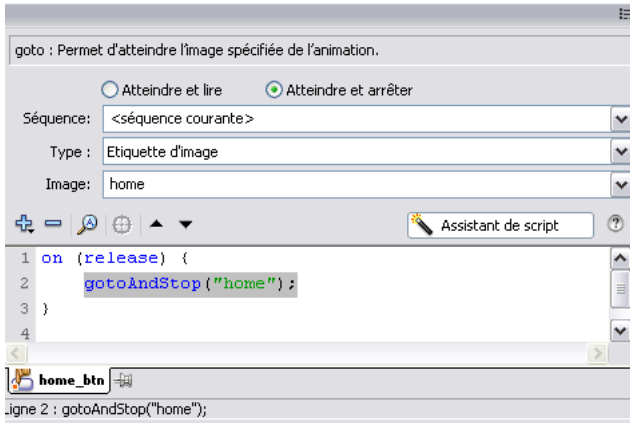 goto : Permet d'atteindre l'image spécifiée de l'animation.
Atteindre et lire Atteindre et arrêter
Séquence: <séquence courante>
Type : Etiquette d'image
Image: home
Assistant de script ?
1 on (release) {
2 gotoAndStop("home");
3 }
4
home_btn
Ligne 2 : gotoAndStop("home");